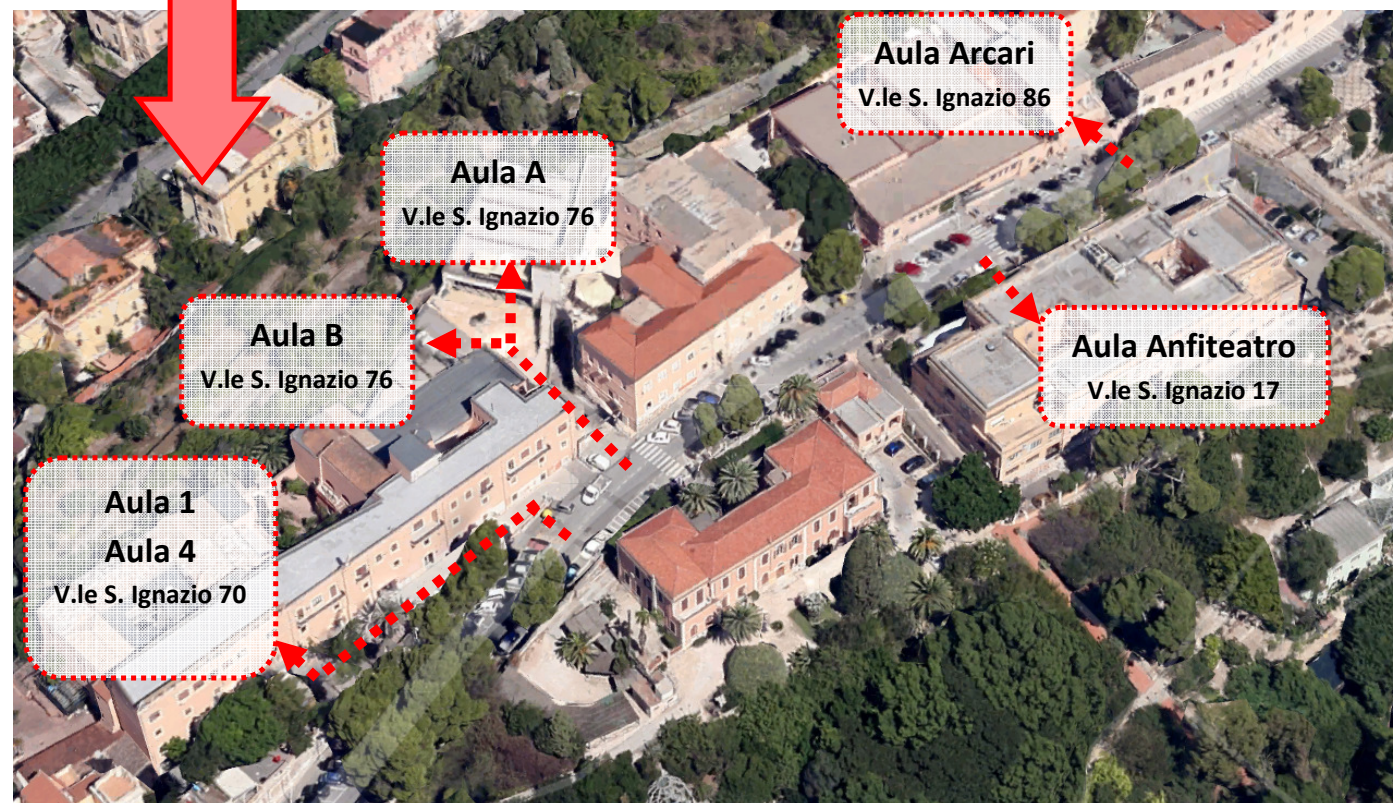 Aula Arcari
V.le S. Ignazio 86
Aula A
V.le S. Ignazio 76
Aula B
V.le S. Ignazio 76
Aula Anfiteatro
V.le S. Ignazio 17
Aula 1
Aula 4
V.le S. Ignazio 70